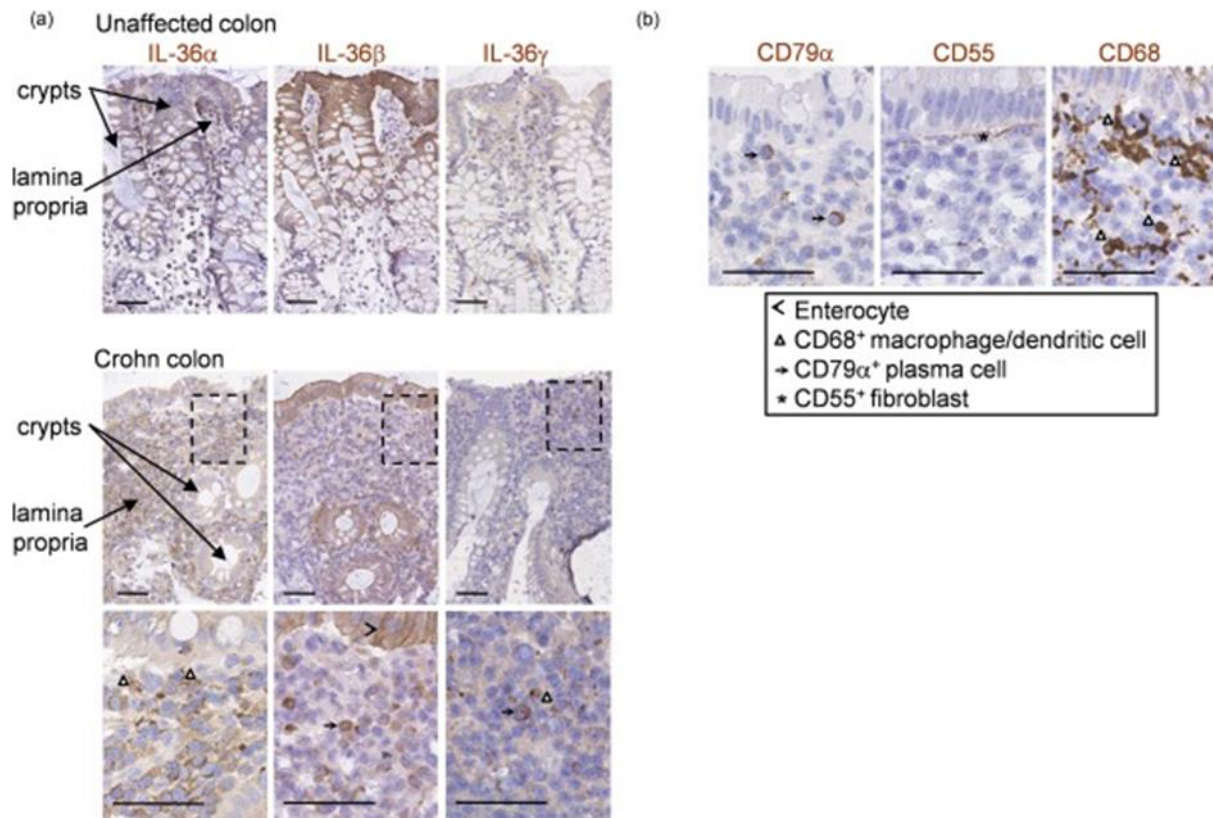 (a)
Unaffected colon
IL-36α
IL-36β
IL-36γ
crypts
lamina
propria
Crohn colon
crypts
lamina
propria
(b)
CD79α
CD55
CD68
Enterocyte
CD68⁺ macrophage/dendritic cell
CD79α⁺ plasma cell
CD55⁺ fibroblast